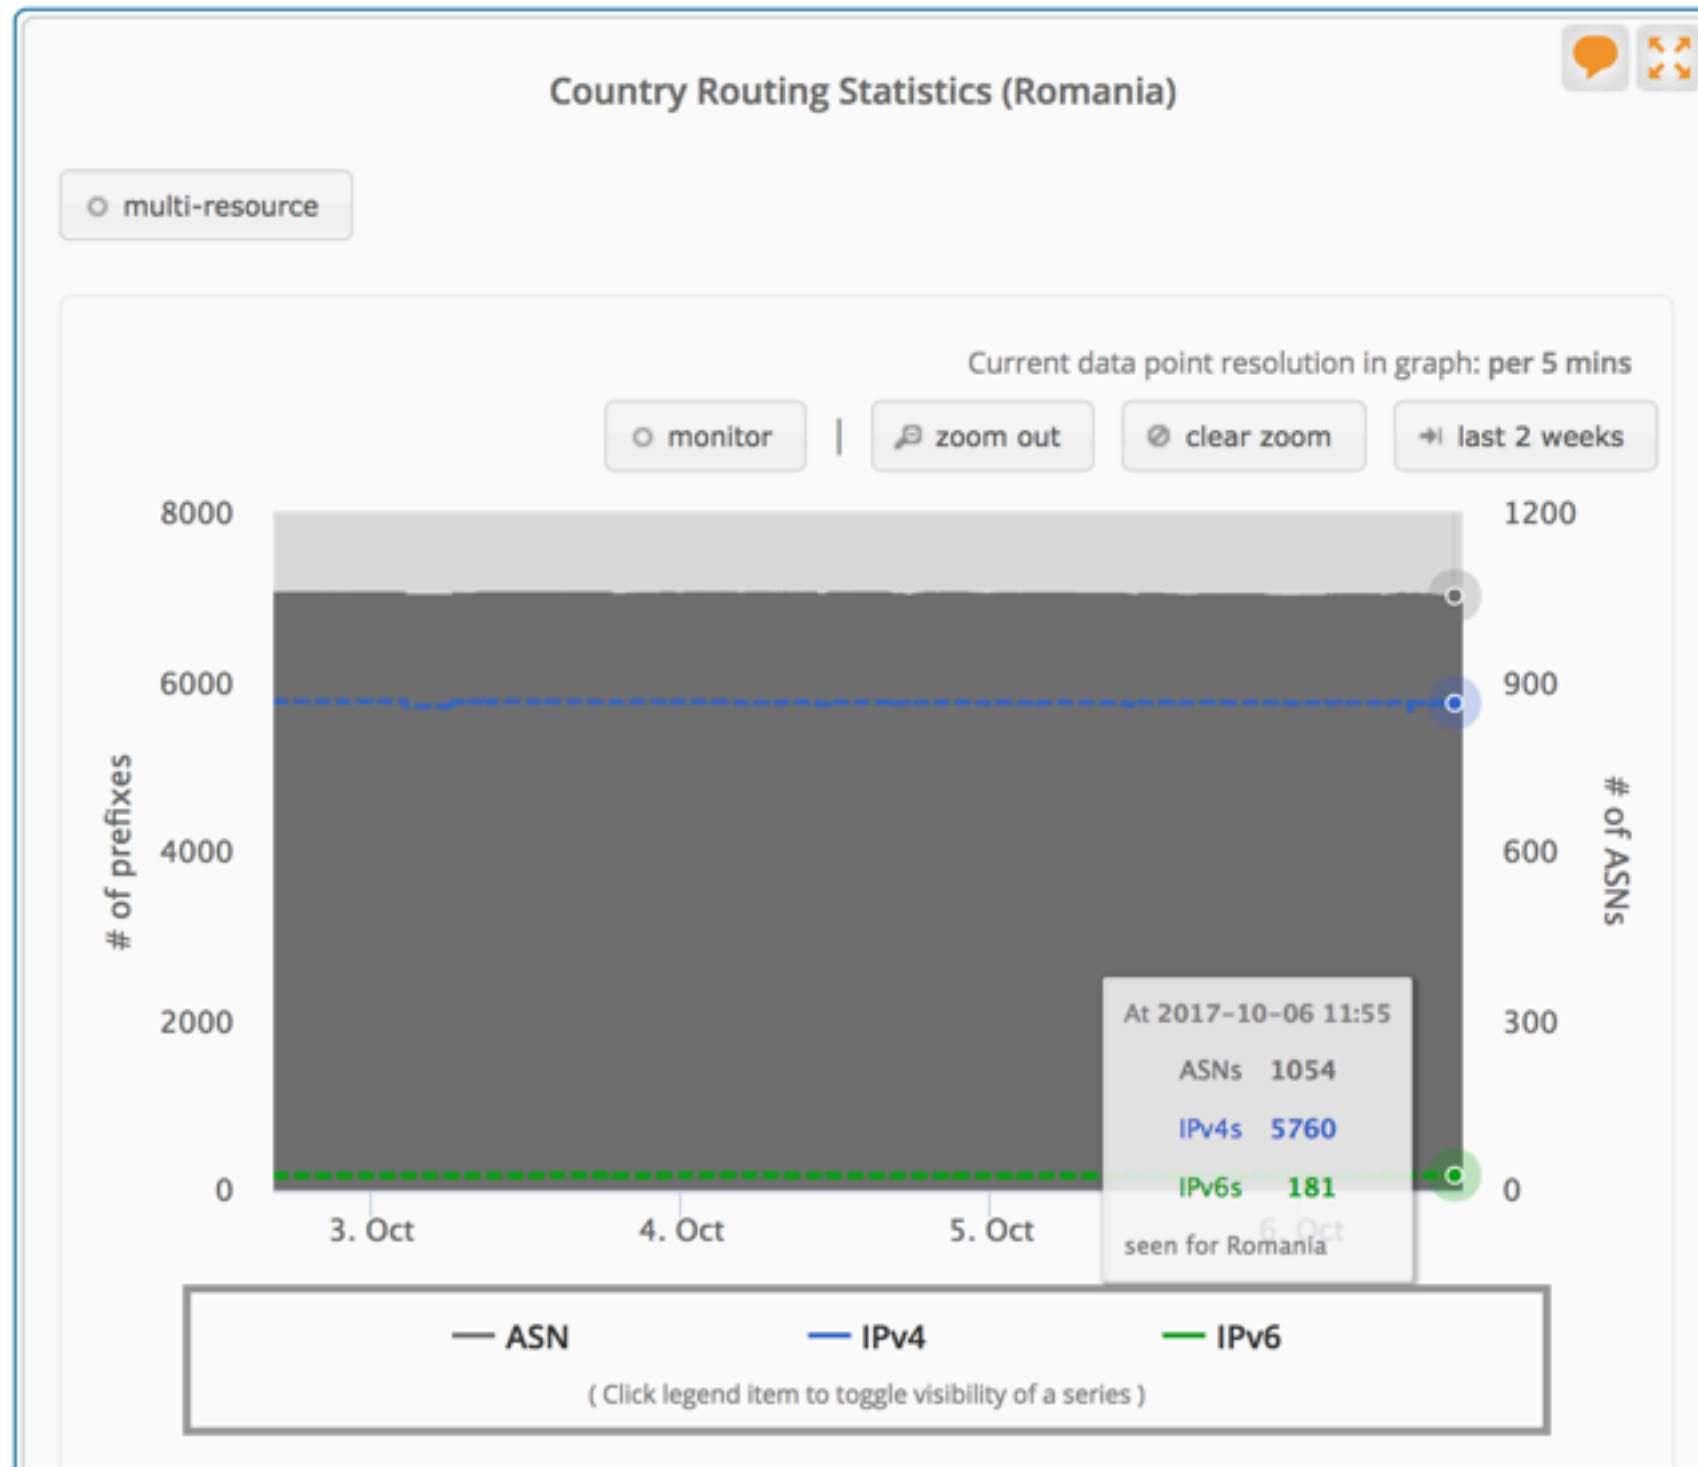 Country Routing Statistics (Romania)
multi-resource
Current data point resolution in graph: per 5 mins
monitor | zoom out clear zoom last 2 weeks
8000 1200
6000 900
4000 600
2000 300
0 0
# of prefixes
# of ASNs
At 2017-10-06 11:55
ASNs 1054
IPv4s 5760
IPv6s 181
seen for Romania
3. Oct 4. Oct 5. Oct 6. Oct
ASN IPv4 IPv6
( Click legend item to toggle visibility of a series )